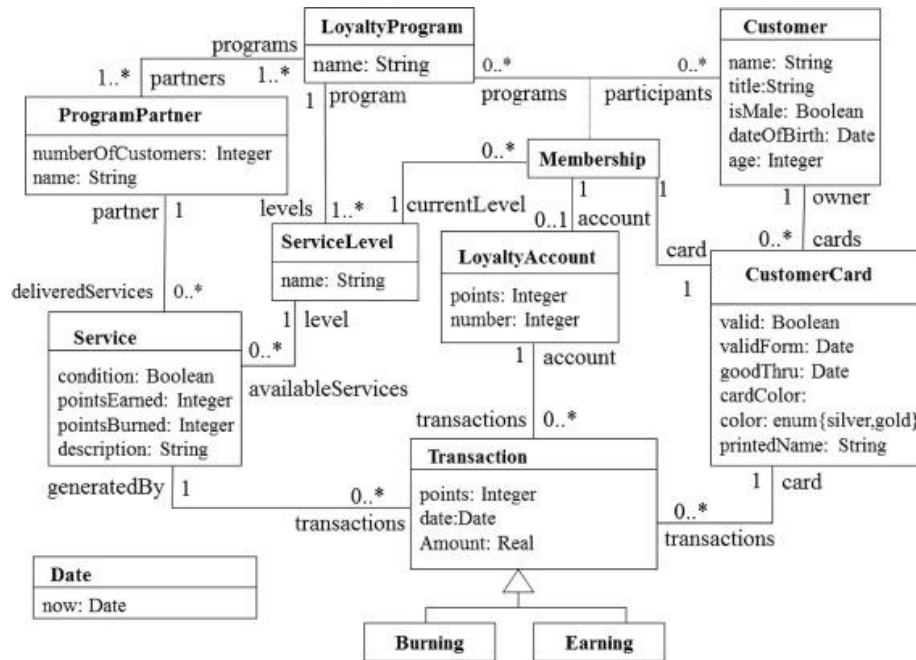 LoyaltyProgram
name: String
Customer
name: String
title:String
isMale: Boolean
dateOfBirth: Date
age: Integer
programs
1..*
partners
1..*
1
program
0..*
programs
0..*
participants
ProgramPartner
numberOfCustomers: Integer
name: String
Membership
0..*
1
currentLevel
levels
1..*
1
0..1
account
1
card
1
1
owner
0..*
cards
partner
1
deliveredServices
0..*
ServiceLevel
name: String
1
level
0..*
availableServices
LoyaltyAccount
points: Integer
number: Integer
1
account
transactions
0..*
CustomerCard
valid: Boolean
validForm: Date
goodThru: Date
cardColor:
color: enum{silver,gold}
printedName: String
Service
condition: Boolean
pointsEarned: Integer
pointsBurned: Integer
description: String
generatedBy
1
0..*
transactions
Transaction
points: Integer
date:Date
Amount: Real
1
card
0..*
transactions
Date
now: Date
Burning
Earning